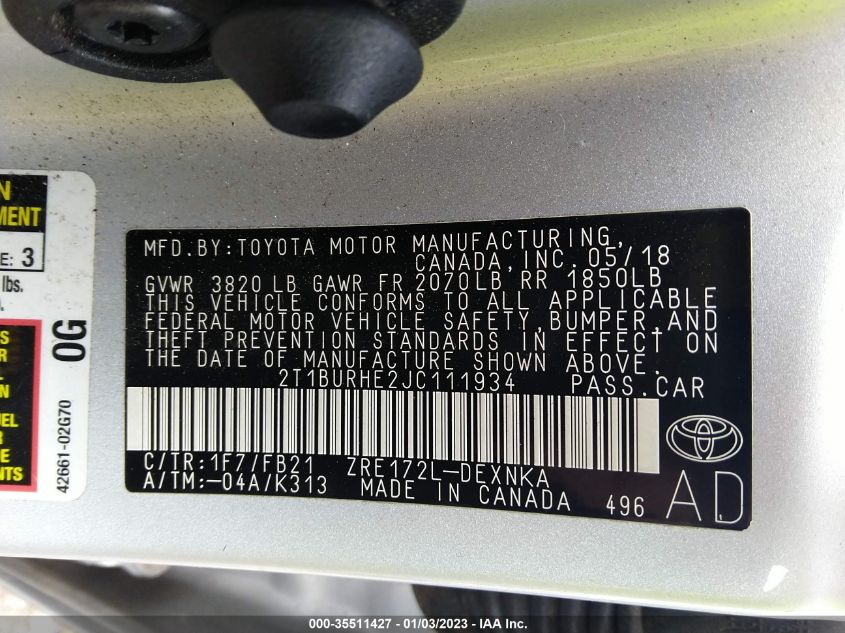 N
MENT
E: 3
lbs.
42661-02G70
0G
MFD.BY:TOYOTA MOTOR MANUFACTURING,
CANADA,INC.05/18
GVWR 3820 LB GAWR FR 2070LB RR 1850LB
THIS VEHICLE CONFORMS TO ALL APPLICABLE
FEDERAL MOTOR VEHICLE SAFETY,BUMPER,AND
THEFT PREVENTION STANDARDS IN EFFECT ON
THE DATE OF MANUFACTURE SHOWN ABOVE.
2T1BURHE2JC111934 PASS.CAR
C/TR:1F7/FB21 ZRE172L-DEXNKA
A/TM:-04A/K313 MADE IN CANADA 496
AD
000-35511427 - 01/03/2023 - Copyright © IAA, Inc.